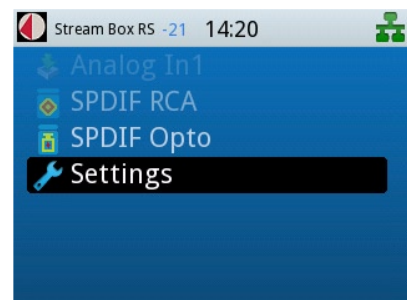 Stream Box RS -21 14:20
Analog In1
SPDIF RCA
SPDIF Opto
Settings